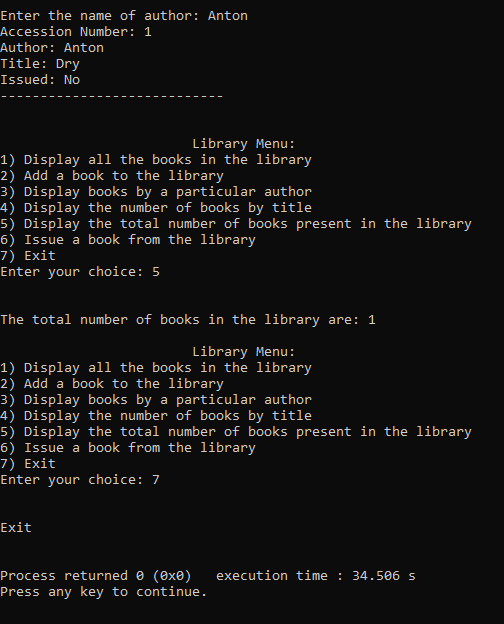 Enter the name of author: Anton
Accession Number: 1
Author: Anton
Title: Dry
Issued: No
----------------------------
Library Menu:
1) Display all the books in the library
2) Add a book to the library
3) Display books by a particular author
4) Display the number of books by title
5) Display the total number of books present in the library
6) Issue a book from the library
7) Exit
Enter your choice: 5
The total number of books in the library are: 1
Library Menu:
1) Display all the books in the library
2) Add a book to the library
3) Display books by a particular author
4) Display the number of books by title
5) Display the total number of books present in the library
6) Issue a book from the library
7) Exit
Enter your choice: 7
Exit
Process returned 0 (0x0)   execution time : 34.506 s
Press any key to continue.